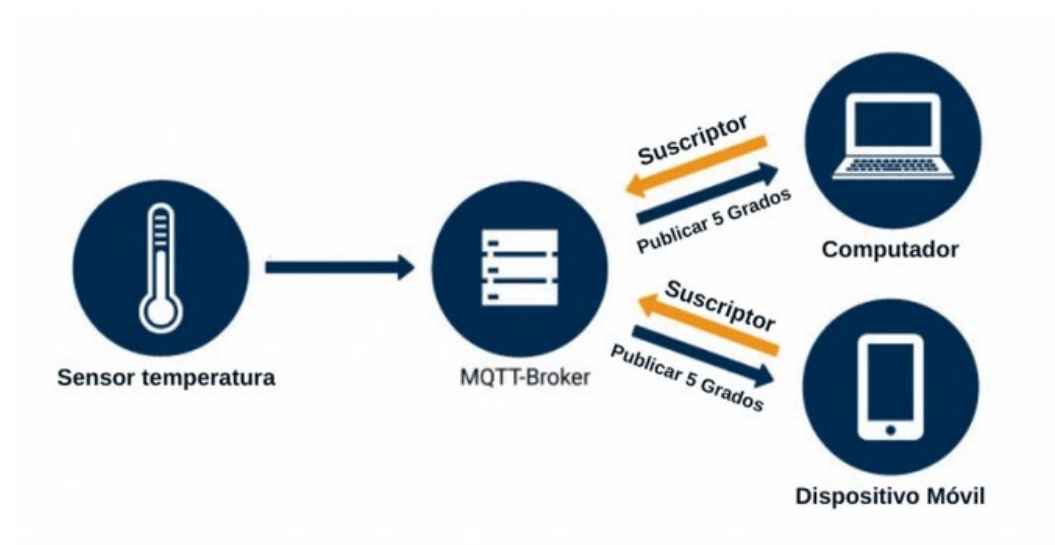 Suscriptor
Publicar 5 Grados
Computador
Sensor temperatura
MQTT-Broker
Suscriptor
Publicar 5 Grados
Dispositivo Móvil